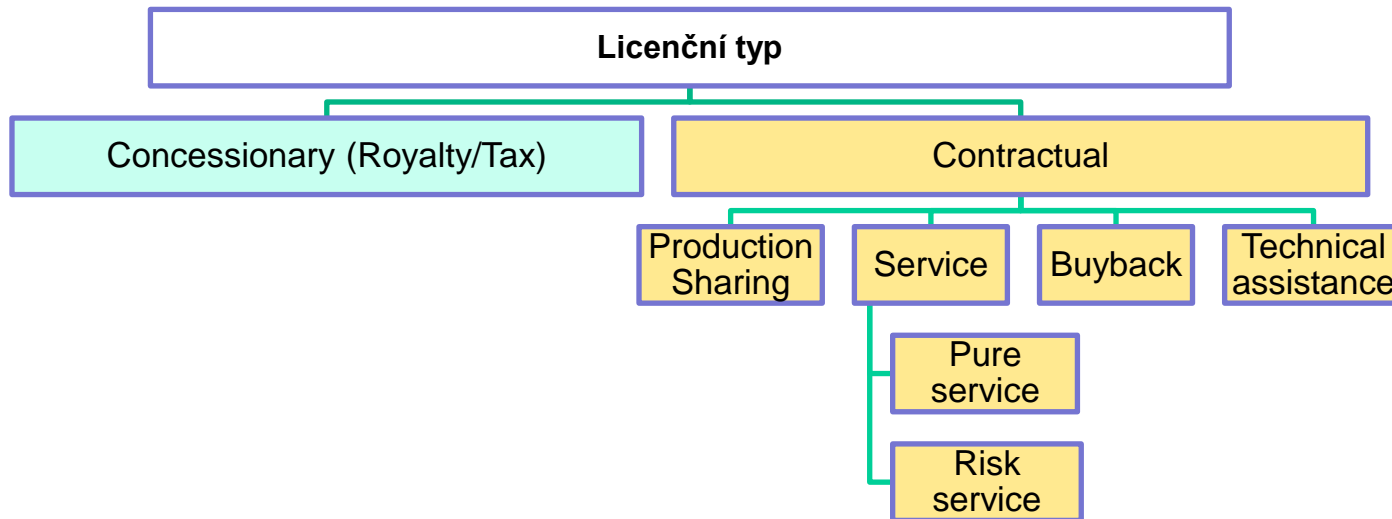 Licenční typ
Concessionary (Royalty/Tax)
Contractual
Production
Sharing
Service
Buyback
Technical
assistance
Pure
service
Risk
service